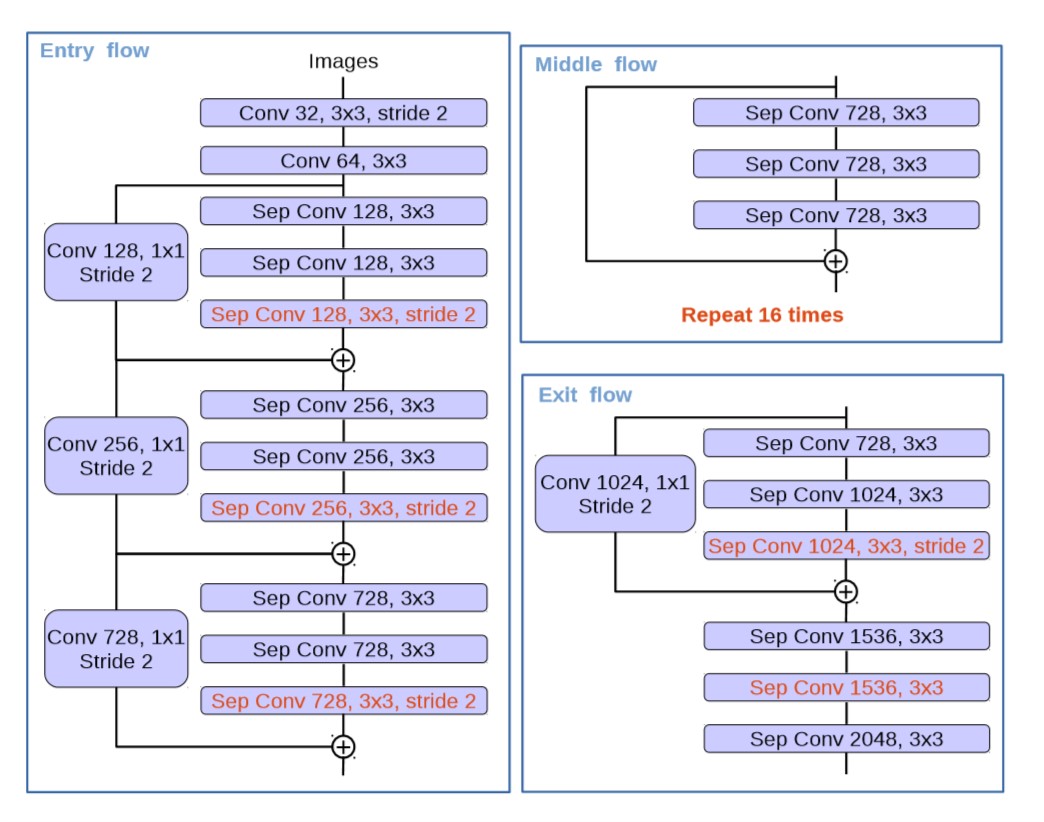 Entry flow
Images
Conv 32, 3x3, stride 2
Conv 64, 3x3
Sep Conv 128, 3x3
Conv 128, 1x1
Stride 2
Sep Conv 128, 3x3
Sep Conv 128, 3x3, stride 2
Sep Conv 256, 3x3
Conv 256, 1x1
Stride 2
Sep Conv 256, 3x3
Sep Conv 256, 3x3, stride 2
Sep Conv 728, 3x3
Conv 728, 1x1
Stride 2
Sep Conv 728, 3x3
Sep Conv 728, 3x3, stride 2
Middle flow
Sep Conv 728, 3x3
Sep Conv 728, 3x3
Sep Conv 728, 3x3
Repeat 16 times
Exit flow
Sep Conv 728, 3x3
Conv 1024, 1x1
Stride 2
Sep Conv 1024, 3x3
Sep Conv 1024, 3x3, stride 2
Sep Conv 1536, 3x3
Sep Conv 1536, 3x3
Sep Conv 2048, 3x3